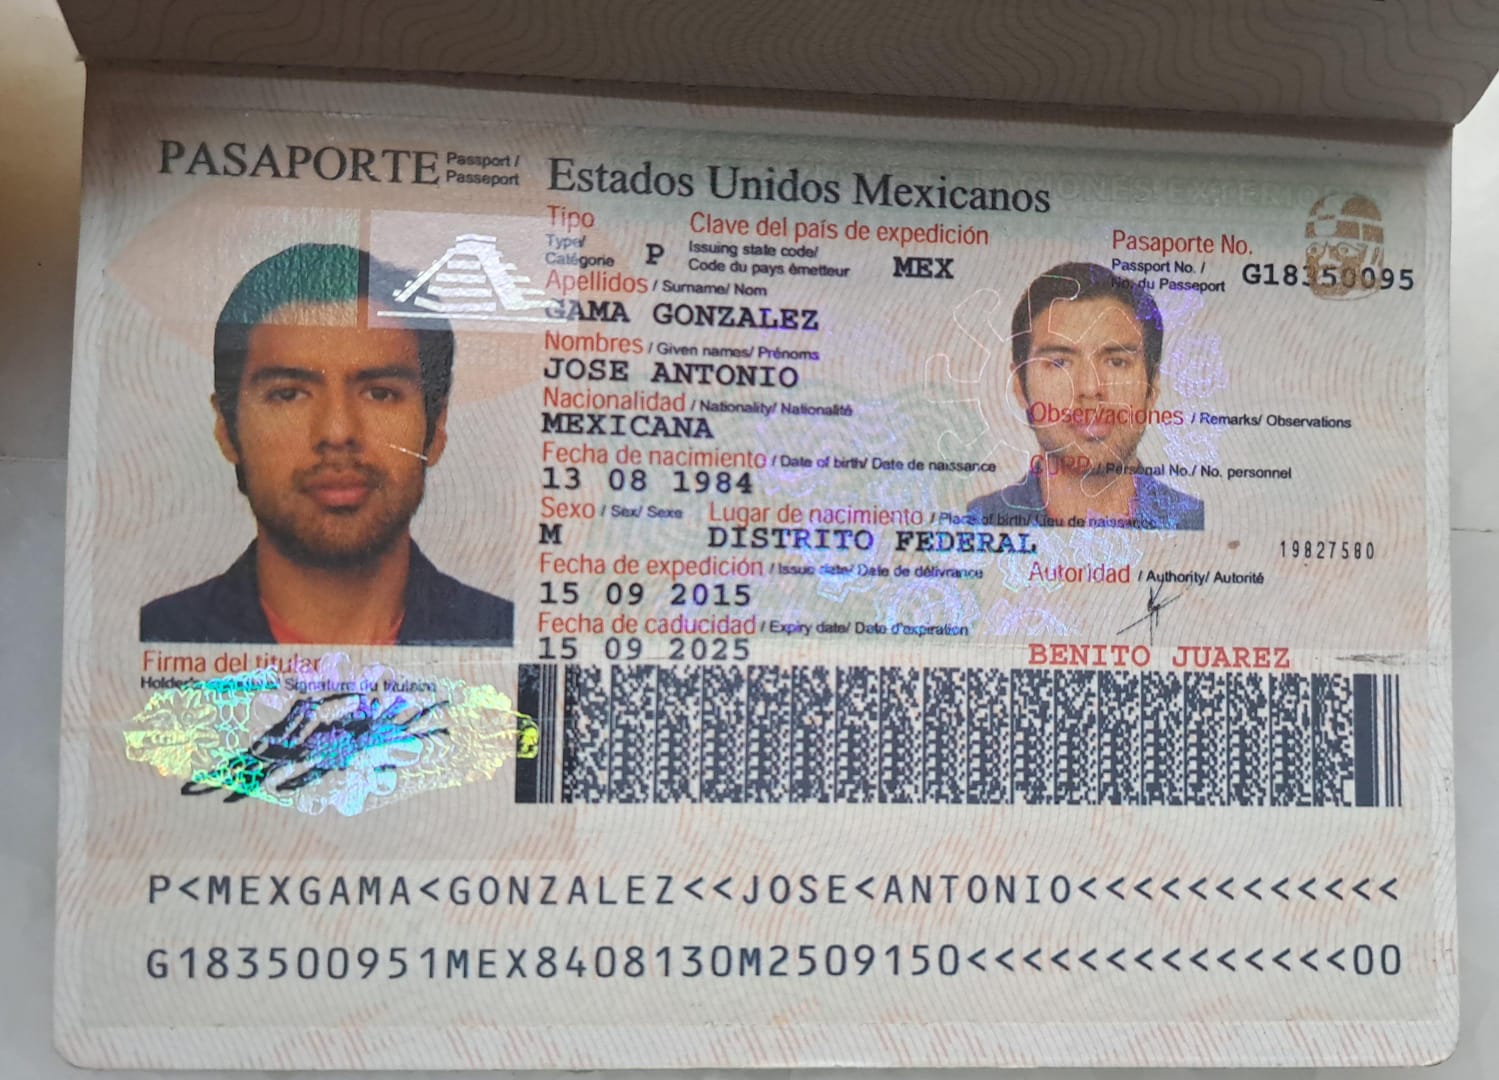 PASAPORTE Passport / Passeport Estados Unidos Mexicanos
Tipo Type/ Catégorie P Clave del país de expedición Issuing state code/ Code du pays émetteur MEX Pasaporte No. Passport No. / No. du Passeport G18350095
Apellidos / Surname/ Nom
GAMA GONZALEZ
Nombres / Given names/ Prénoms
JOSE ANTONIO
Nacionalidad / Nationality/ Nationalité Observaciones / Remarks/ Observations
MEXICANA
Fecha de nacimiento / Date of birth/ Date de naissance CURP / Personal No./ No. personnel
13 08 1984
Sexo / Sex/ Sexe Lugar de nacimiento / Place of birth/ Lieu de naissance
M DISTRITO FEDERAL 19827580
Fecha de expedición / Issue date/ Date de délivrance Autoridad / Authority/ Autorité
15 09 2015
Fecha de caducidad / Expiry date/ Date d'expiration
15 09 2025 BENITO JUAREZ
Firma del titular
Signature du titulaire
P<MEXGAMA<GONZALEZ<<JOSE<ANTONIO<<<<<<<<<<<<
G183500951MEX8408130M2509150<<<<<<<<<<<<<<00